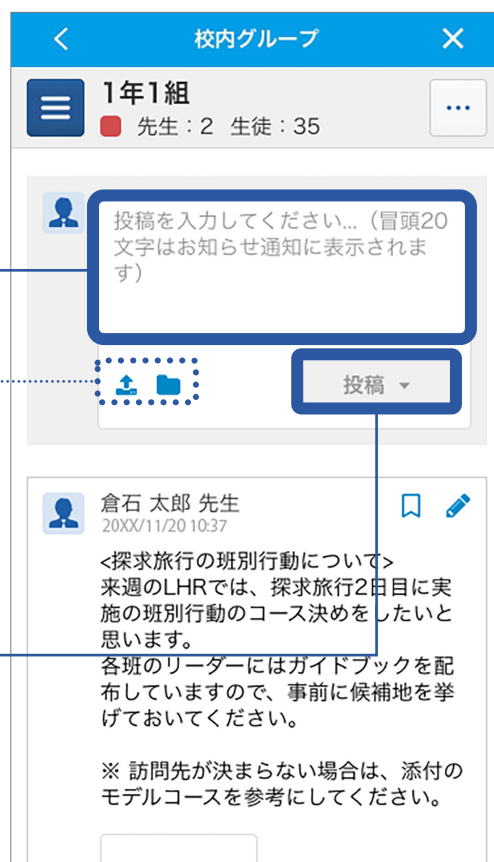 校内グループ
1年1組
先生：2 生徒：35
投稿を入力してください...（冒頭20
文字はお知らせ通知に表示されま
す）
投稿
倉石 太郎 先生
20XX/11/20 10:37
<探求旅行の班別行動について>
来週のLHRでは、探求旅行2日目に実
施の班別行動のコース決めをしたいと
思います。
各班のリーダーにはガイドブックを配
布していますので、事前に候補地を挙
げておいてください。
※ 訪問先が決まらない場合は、添付の
モデルコースを参考にしてください。